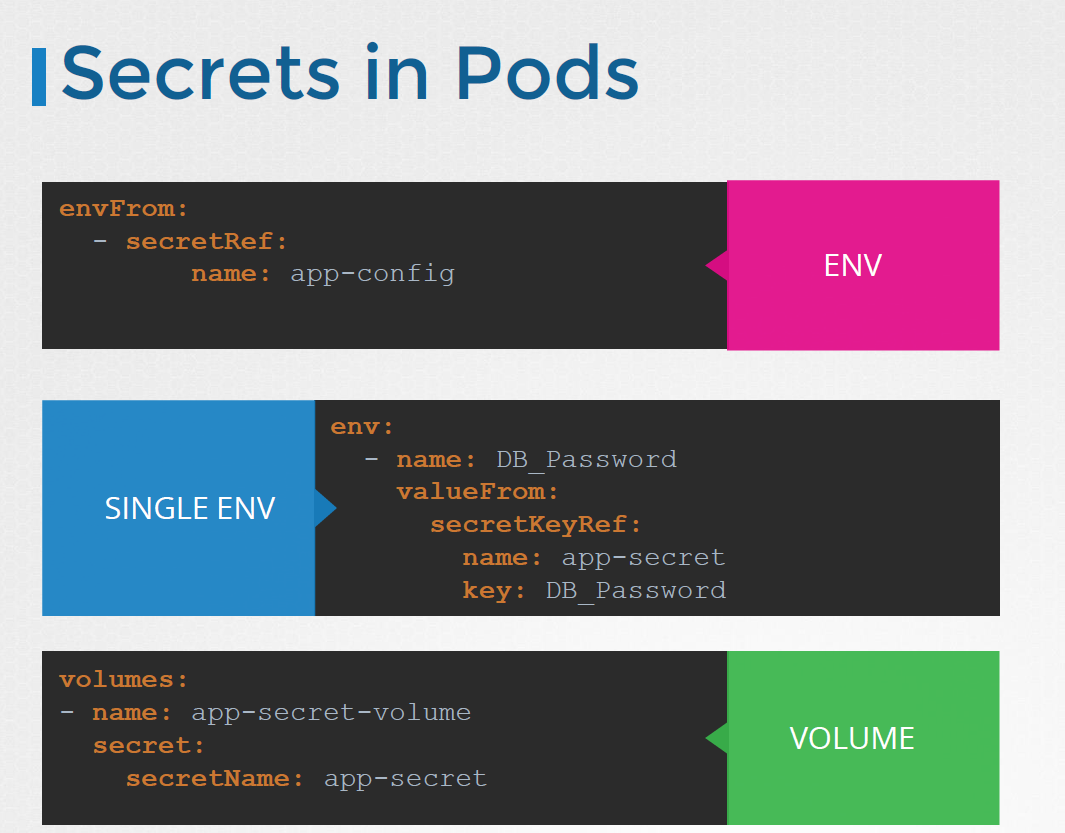 Secrets in Pods
envFrom:
  - secretRef:
        name: app-config
ENV
SINGLE ENV
env:
  - name: DB_Password
    valueFrom:
      secretKeyRef:
        name: app-secret
        key: DB_Password
volumes:
- name: app-secret-volume
  secret:
    secretName: app-secret
VOLUME